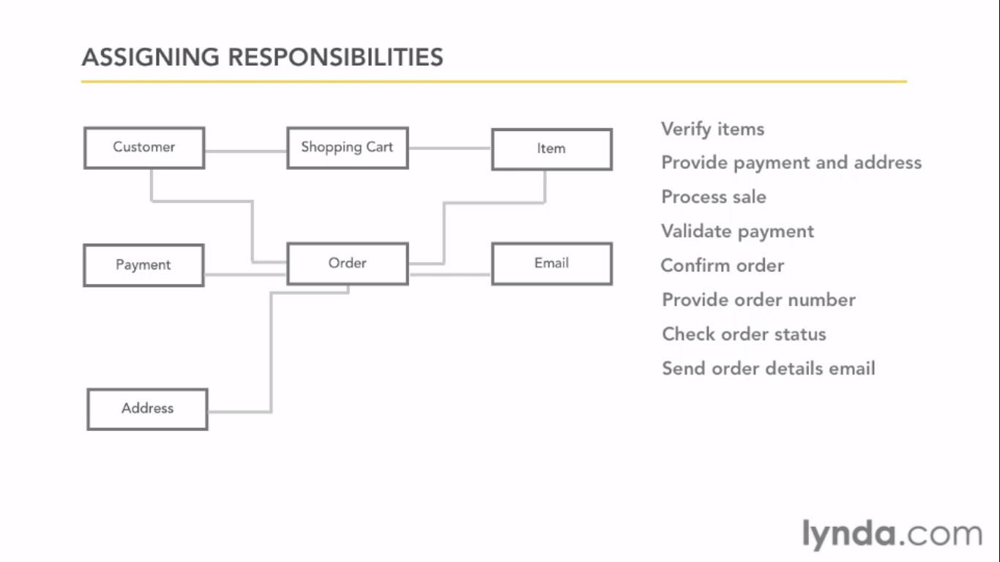 ASSIGNING RESPONSIBILITIES
Customer
Shopping Cart
Item
Payment
Order
Email
Address
Verify items
Provide payment and address
Process sale
Validate payment
Confirm order
Provide order number
Check order status
Send order details email
lynda.com